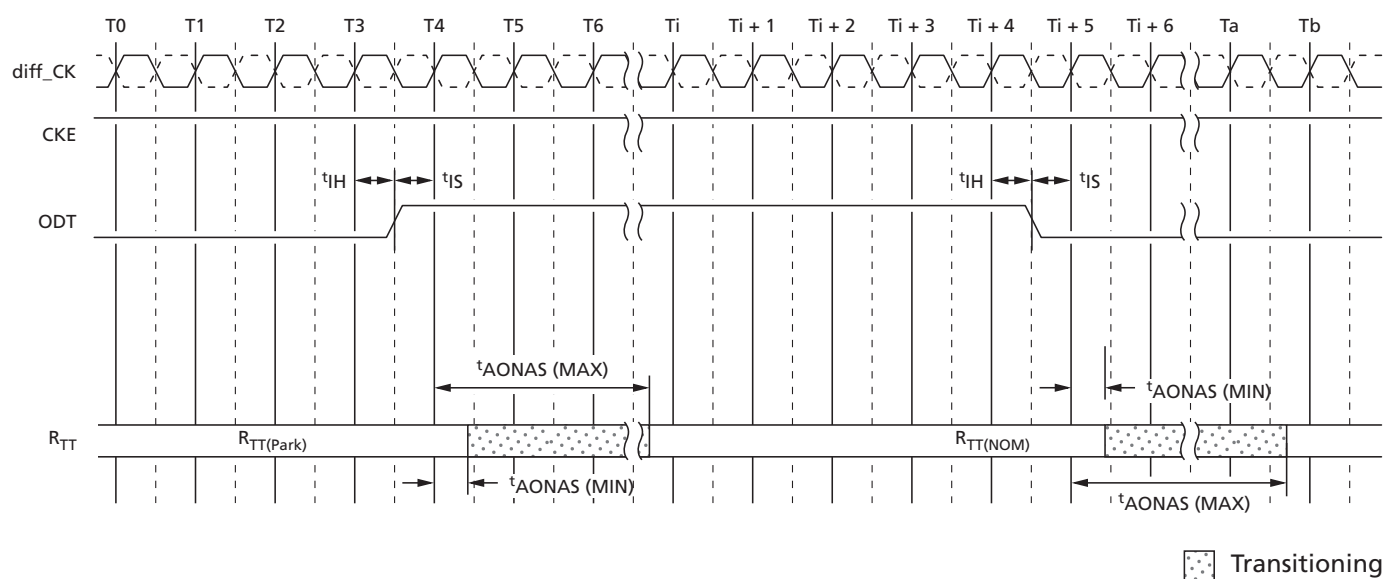 T0 T1 T2 T3 T4 T5 T6 Ti Ti + 1 Ti + 2 Ti + 3 Ti + 4 Ti + 5 Ti + 6 Ta Tb
diff_CK
CKE
tIH tIS tIH tIS
ODT
tAONAS (MAX)
tAONAS (MIN)
RTT RTT(Park) RTT(NOM)
tAONAS (MIN)
tAONAS (MAX)
Transitioning